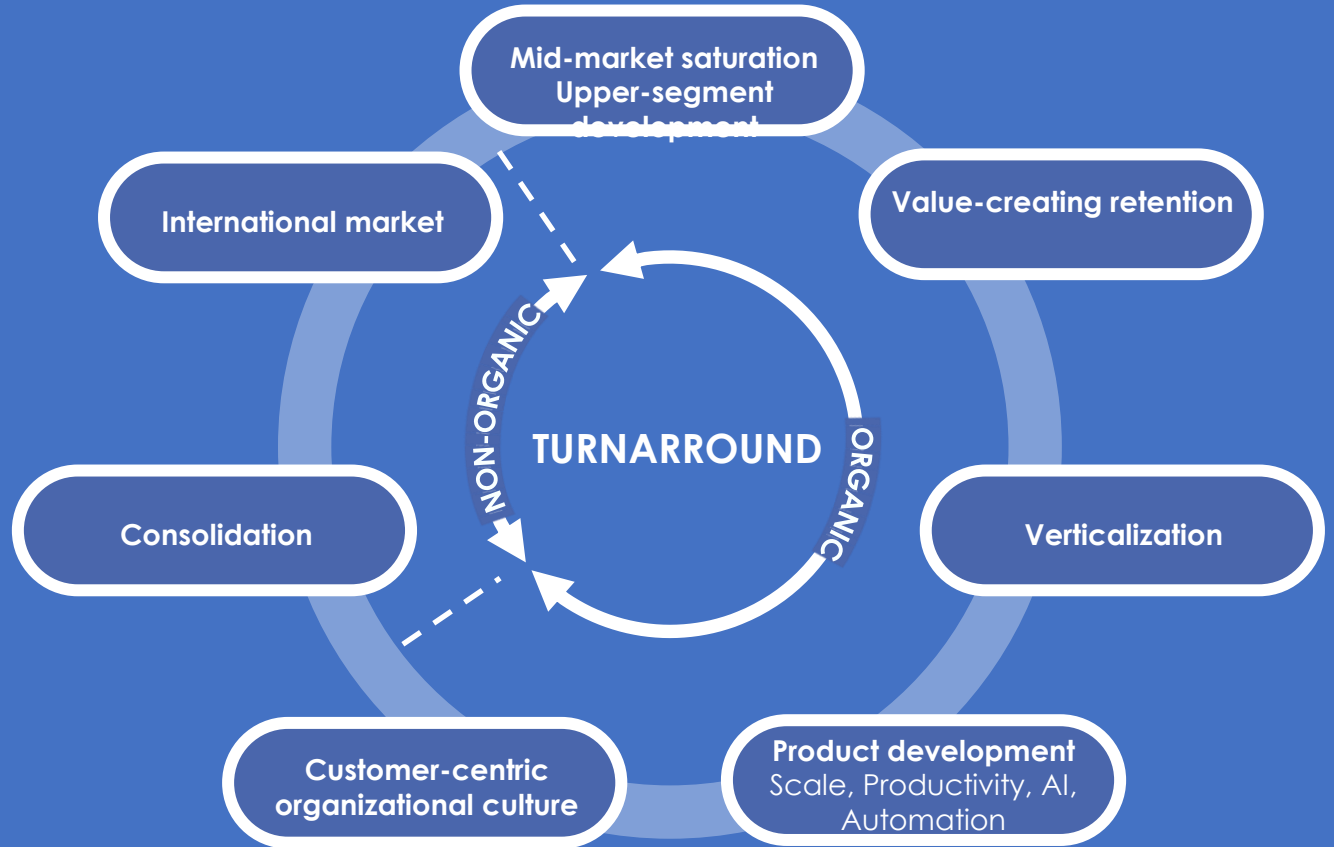 Mid-market saturation
Upper-segment
development
International market
Value-creating retention
NON-ORGANIC
TURNARROUND
ORGANIC
Consolidation
Verticalization
Customer-centric
organizational culture
Product development
Scale, Productivity, AI,
Automation